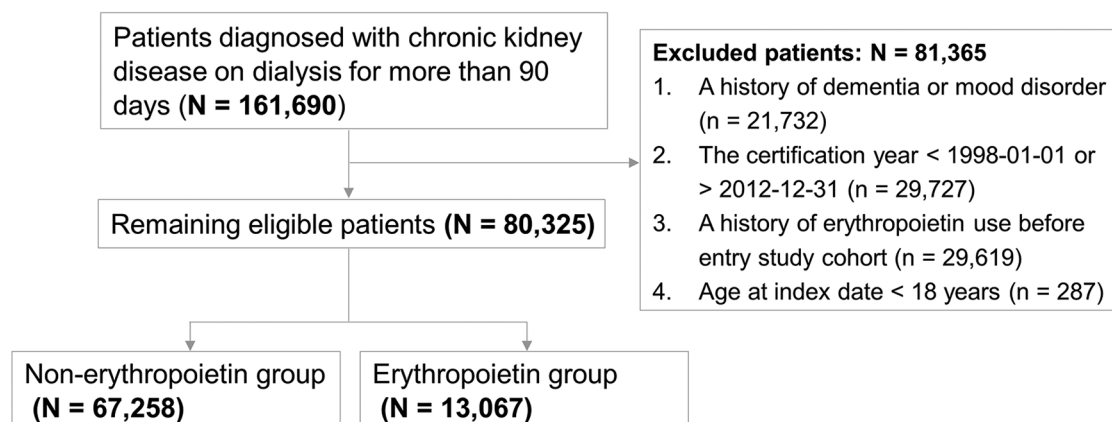 Patients diagnosed with chronic kidney
disease on dialysis for more than 90
days (N = 161,690)
Excluded patients: N = 81,365
1. A history of dementia or mood disorder
(n = 21,732)
2. The certification year < 1998-01-01 or
> 2012-12-31 (n = 29,727)
3. A history of erythropoietin use before
entry study cohort (n = 29,619)
4. Age at index date < 18 years (n = 287)
Remaining eligible patients (N = 80,325)
Non-erythropoietin group
(N = 67,258)
Erythropoietin group
(N = 13,067)